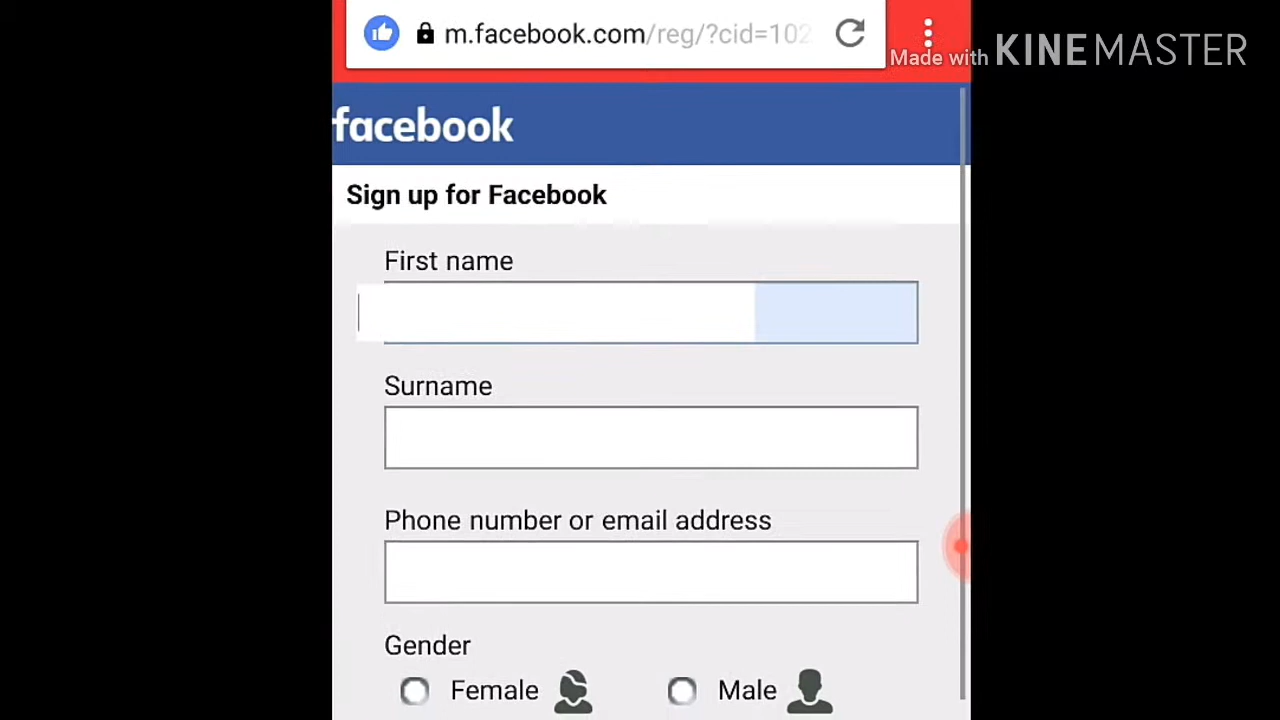 m.facebook.com/reg/?cid=102
Made with KINEMASTER
facebook
Sign up for Facebook
First name
Surname
Phone number or email address
Gender
Female Male